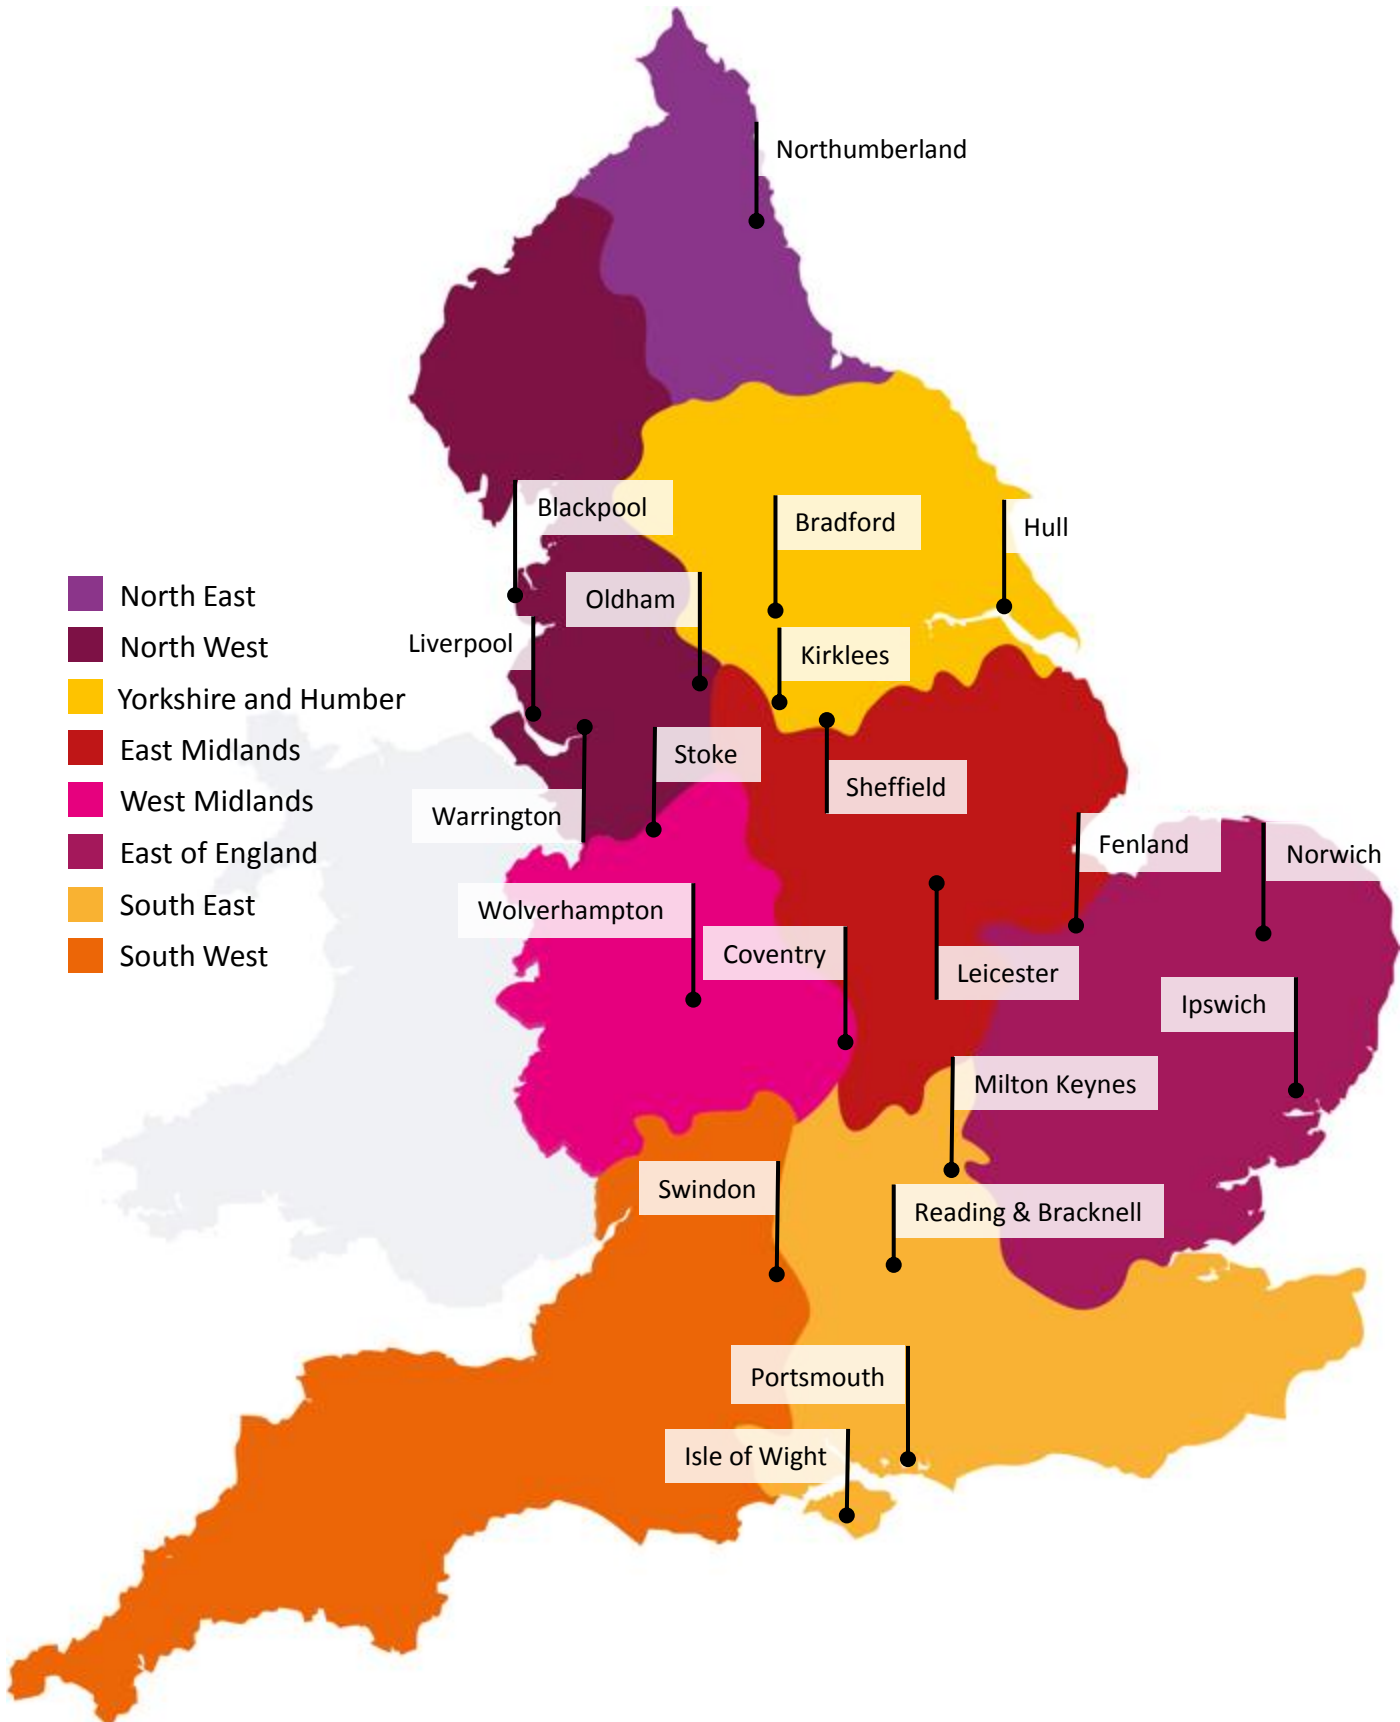 Northumberland
Blackpool
Bradford
Hull
Oldham
Liverpool
Kirklees
Stoke
Sheffield
Warrington
Fenland
Norwich
Wolverhampton
Coventry
Leicester
Ipswich
Milton Keynes
Swindon
Reading & Bracknell
Portsmouth
Isle of Wight
North East
North West
Yorkshire and Humber
East Midlands
West Midlands
East of England
South East
South West